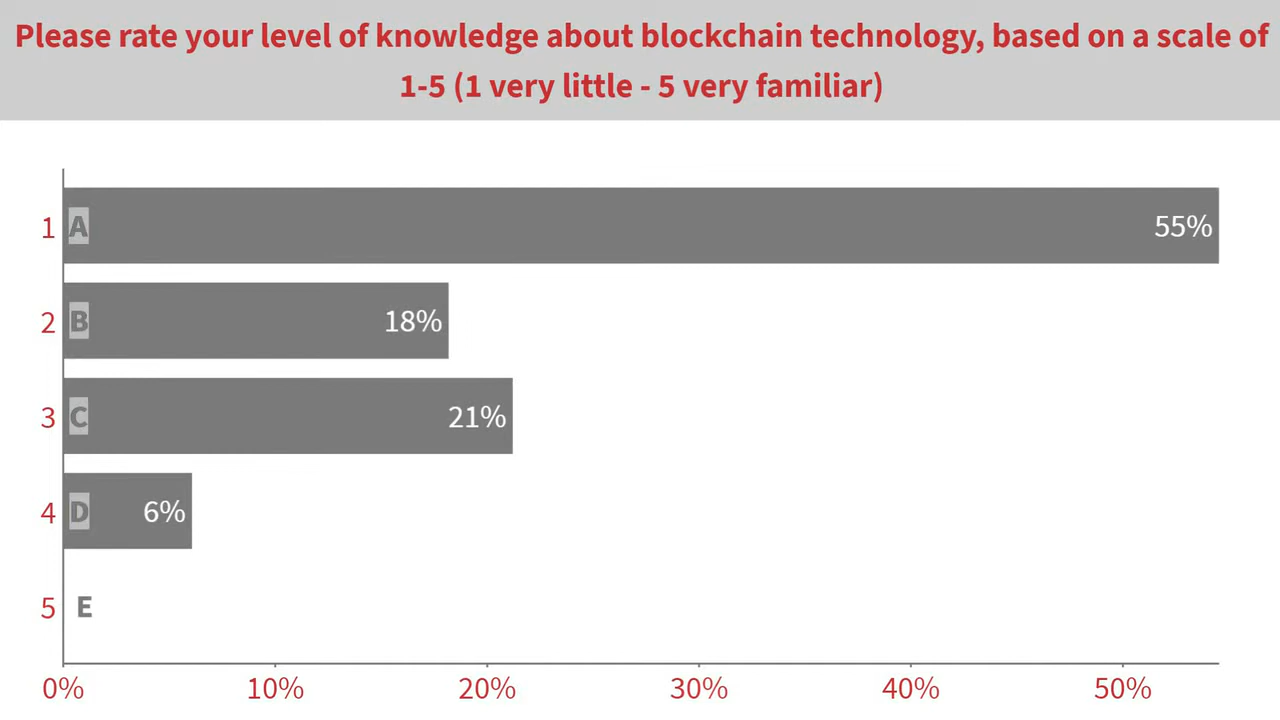 Please rate your level of knowledge about blockchain technology, based on a scale of
1-5 (1 very little - 5 very familiar)
1 A 55%
2 B 18%
3 C 21%
4 D 6%
5 E
0% 10% 20% 30% 40% 50%